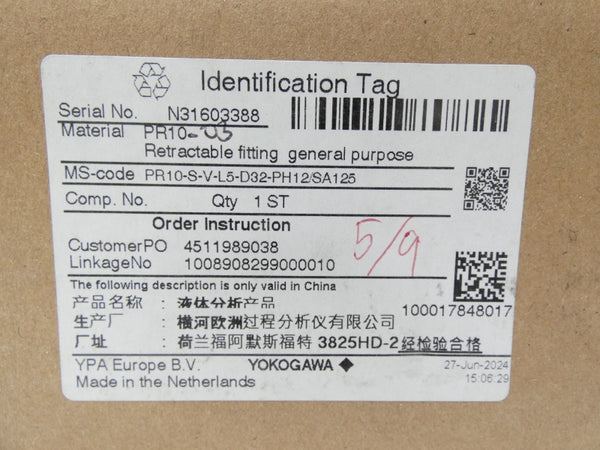 Identification Tag
Serial No. N31603388
Material PR10-
Retractable fitting general purpose
MS-code PR10-S-V-L5-D32-PH12/SA125
Comp. No. Qty 1 ST
Order Instruction
CustomerPO 4511989038
LinkageNo 1008908299000010
5/9
The following description is only valid in China
产品名称 : 液体分析产品
100017848017
生产厂 : 横河欧洲过程分析仪有限公司
厂址 : 荷兰福阿默斯福特 3825HD-2经检验合格
YPA Europe B.V. YOKOGAWA
27-Jun-2024
Made in the Netherlands
15:06:29